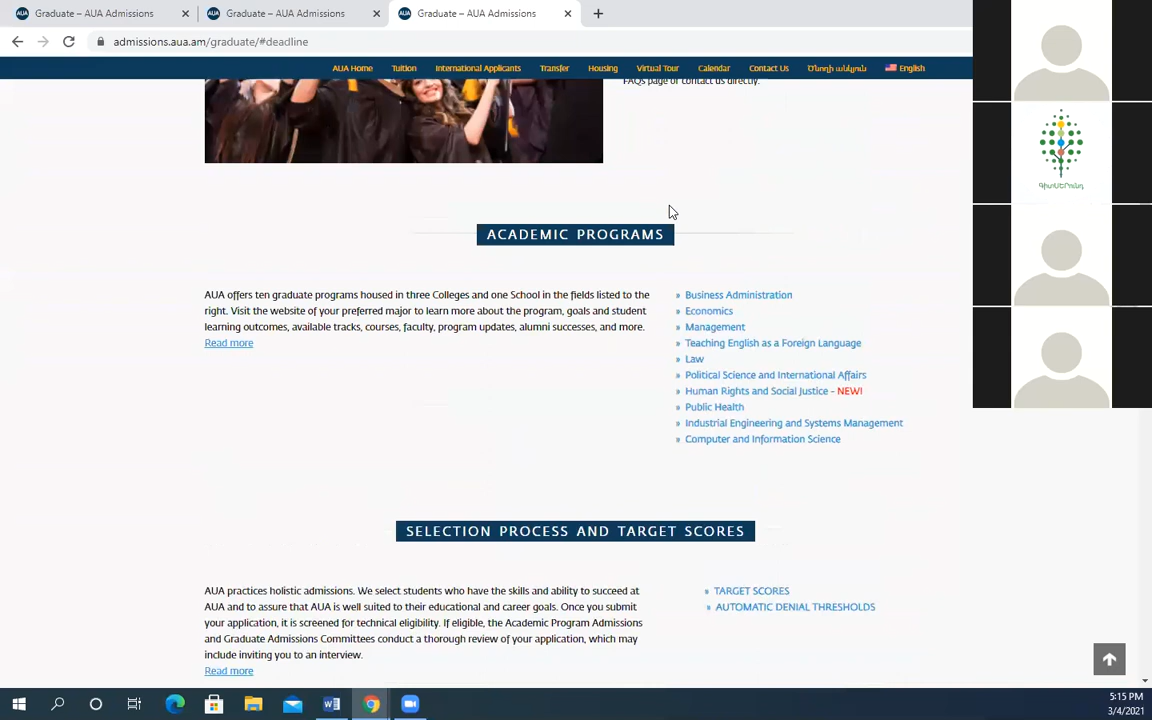 Graduate – AUA Admissions
Graduate – AUA Admissions
Graduate – AUA Admissions
admissions.aua.am/graduate/#deadline
AUA Home Tuition International Applicants Transfer Housing Virtual Tour Calendar Contact Us Ծնողի անկյուն English
FAQs page or contact us directly.
ԳիտՍԵՐունդ
ACADEMIC PROGRAMS
AUA offers ten graduate programs housed in three Colleges and one School in the fields listed to the
right. Visit the website of your preferred major to learn more about the program, goals and student
learning outcomes, available tracks, courses, faculty, program updates, alumni successes, and more.
Read more
» Business Administration
» Economics
» Management
» Teaching English as a Foreign Language
» Law
» Political Science and International Affairs
» Human Rights and Social Justice – NEW!
» Public Health
» Industrial Engineering and Systems Management
» Computer and Information Science
SELECTION PROCESS AND TARGET SCORES
AUA practices holistic admissions. We select students who have the skills and ability to succeed at
AUA and to assure that AUA is well suited to their educational and career goals. Once you submit
your application, it is screened for technical eligibility. If eligible, the Academic Program Admissions
and Graduate Admissions Committees conduct a thorough review of your application, which may
include inviting you to an interview.
Read more
» TARGET SCORES
» AUTOMATIC DENIAL THRESHOLDS
5:15 PM
3/4/2021